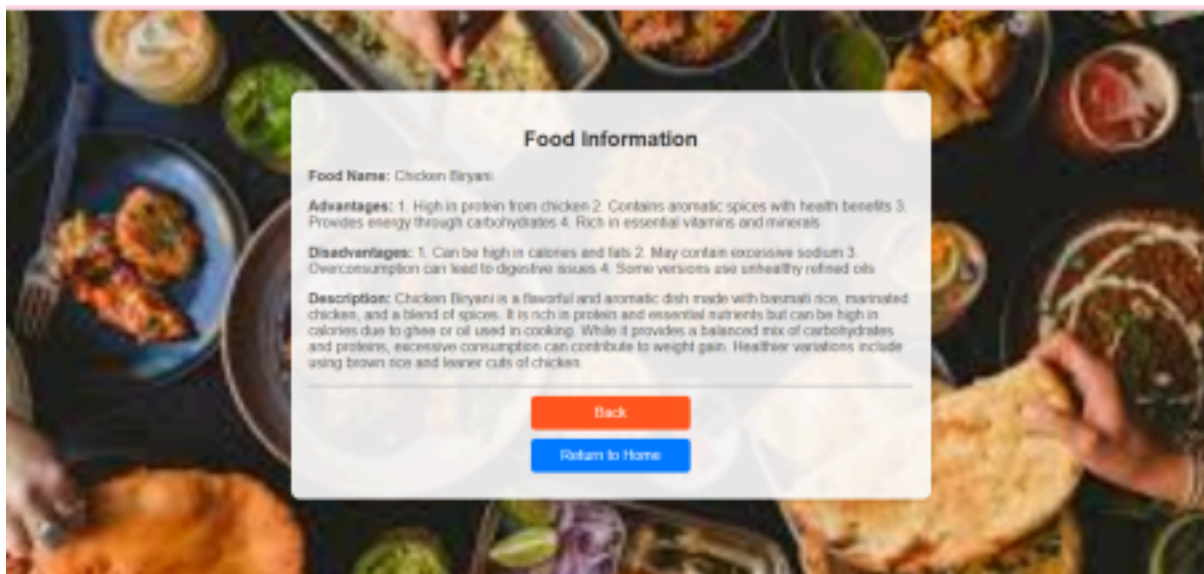 Food Information
Food Name: Chicken Biryani
Advantages: 1. High in protein from chicken 2. Contains aromatic spices with health benefits 3.
Provides energy through carbohydrates 4. Rich in essential vitamins and minerals
Disadvantages: 1. Can be high in calories and fats 2. May contain excessive sodium 3.
Overconsumption can lead to digestive issues 4. Some versions use unhealthy refined oils
Description: Chicken Biryani is a flavorful and aromatic dish made with basmati rice, marinated
chicken, and a blend of spices. It is rich in protein and essential nutrients but can be high in
calories due to ghee or oil used in cooking. While it provides a balanced mix of carbohydrates
and proteins, excessive consumption can contribute to weight gain. Healthier variations include
using brown rice and leaner cuts of chicken.
Back
Return to Home